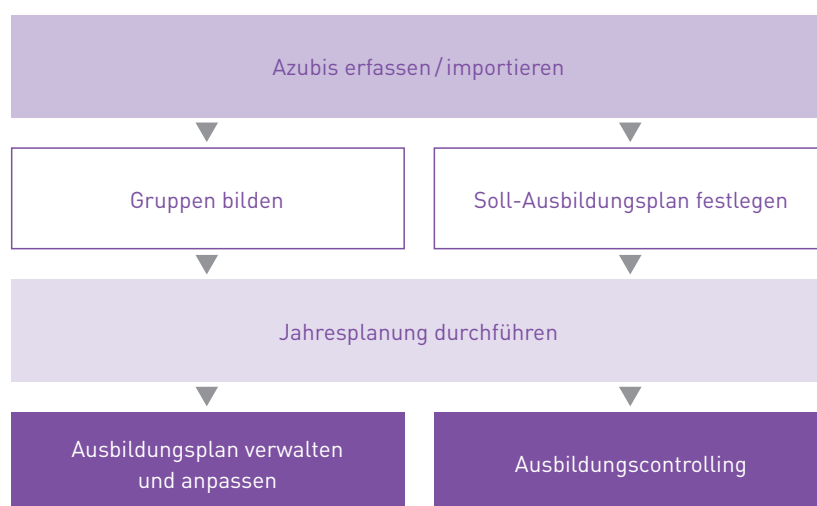 Azubis erfassen / importieren
Gruppen bilden
Soll-Ausbildungsplan festlegen
Jahresplanung durchführen
Ausbildungsplan verwalten
und anpassen
Ausbildungscontrolling